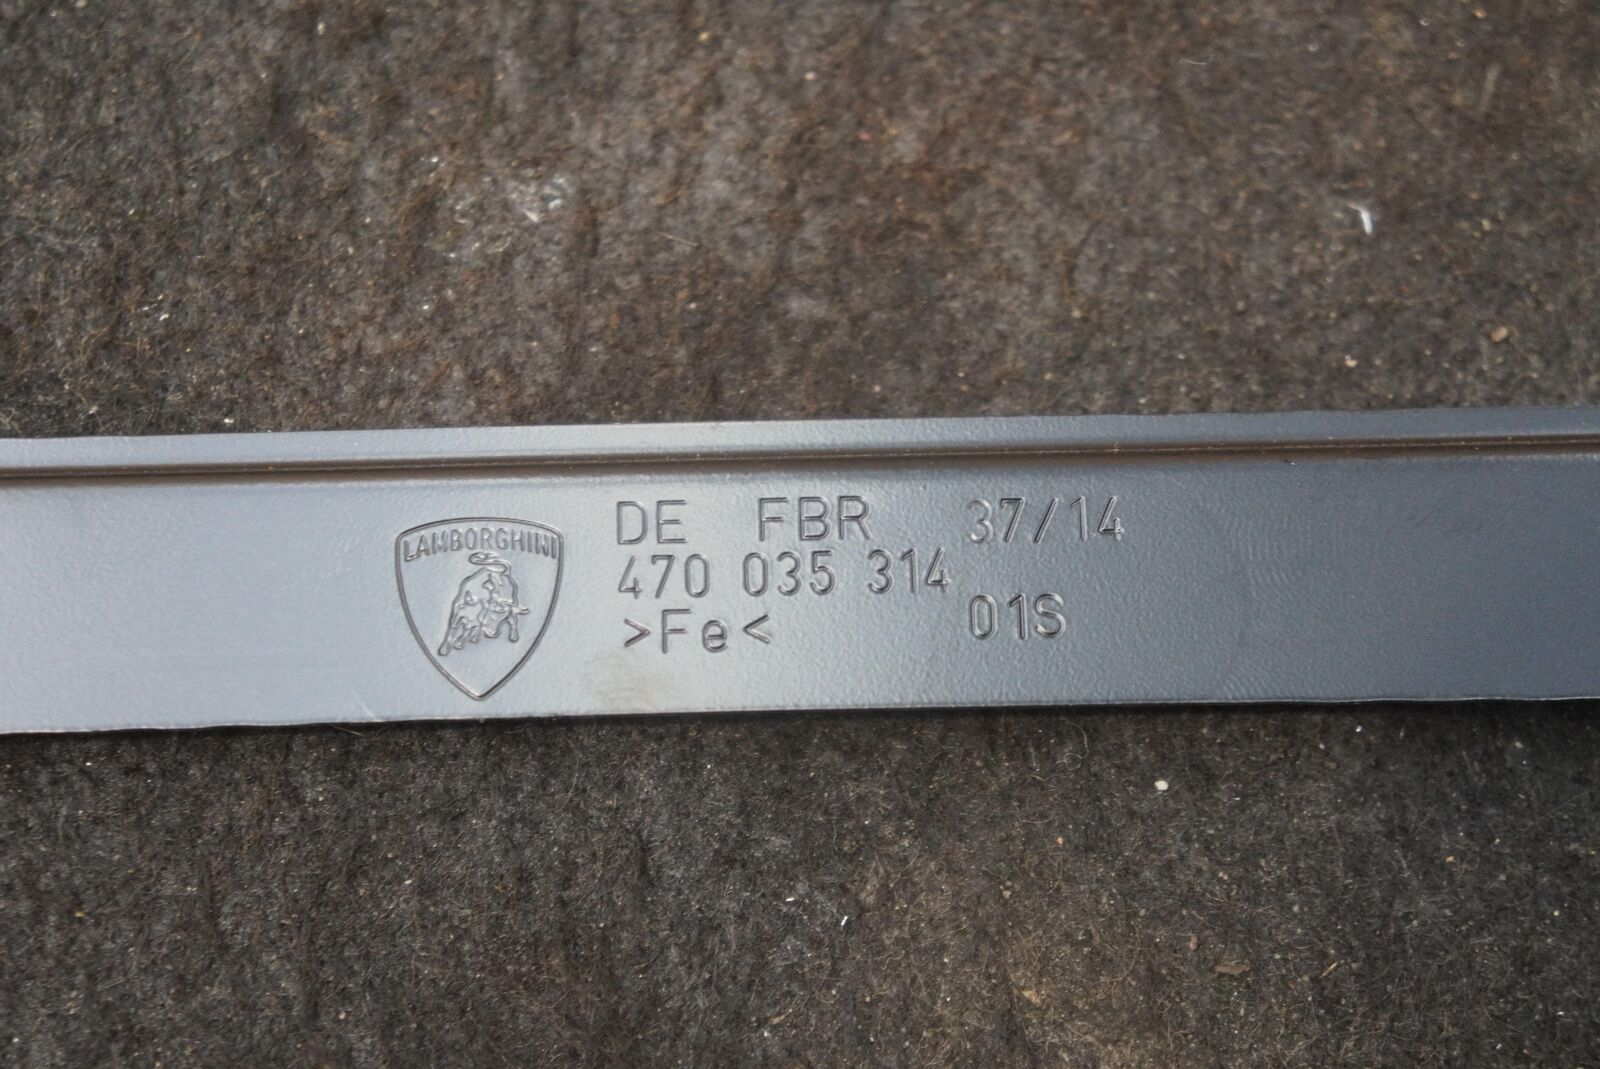 LAMBORGHINI
DE FBR 37/14
470 035 314
>Fe< 01S